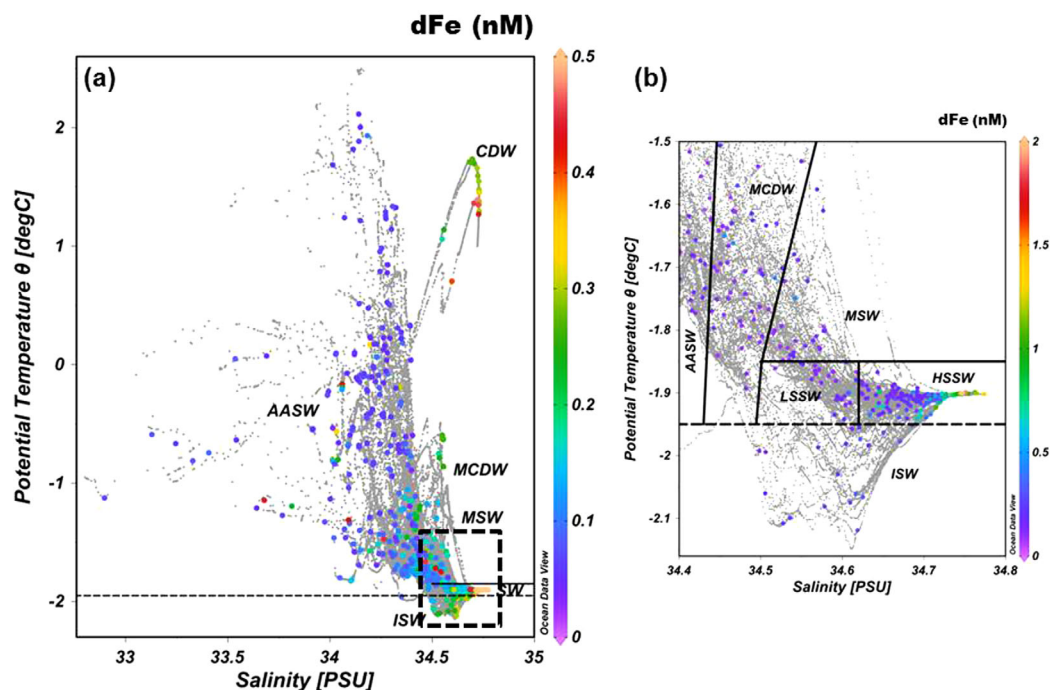 dFe (nM)
(a)
0.5
0.4
0.3
0.2
0.1
0
2
1
0
-1
-2
Potential Temperature θ [degC]
CDW
AASW
MCDW
MSW
SW
ISW
Ocean Data View
33
33.5
34
34.5
35
Salinity [PSU]
(b)
dFe (nM)
2
1.5
1
0.5
0
-1.5
-1.6
-1.7
-1.8
-1.9
-2
-2.1
Potential Temperature θ [degC]
MCDW
AASW
MSW
LSSW
HSSW
ISW
Ocean Data View
34.4
34.5
34.6
34.7
34.8
Salinity [PSU]